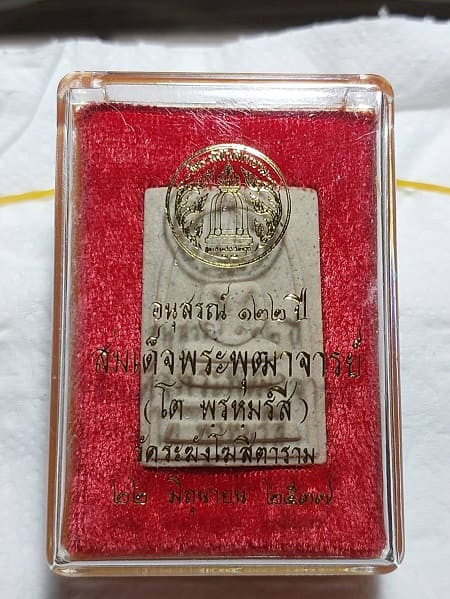 อนุสรณ์ ๑๒๒ ปี
สมเด็จพระพุฒาจารย์
(โต พฺรหฺมรํสี)
วัดระฆังโฆสิตาราม
๒๒ มิถุนายน ๒๕๓๗